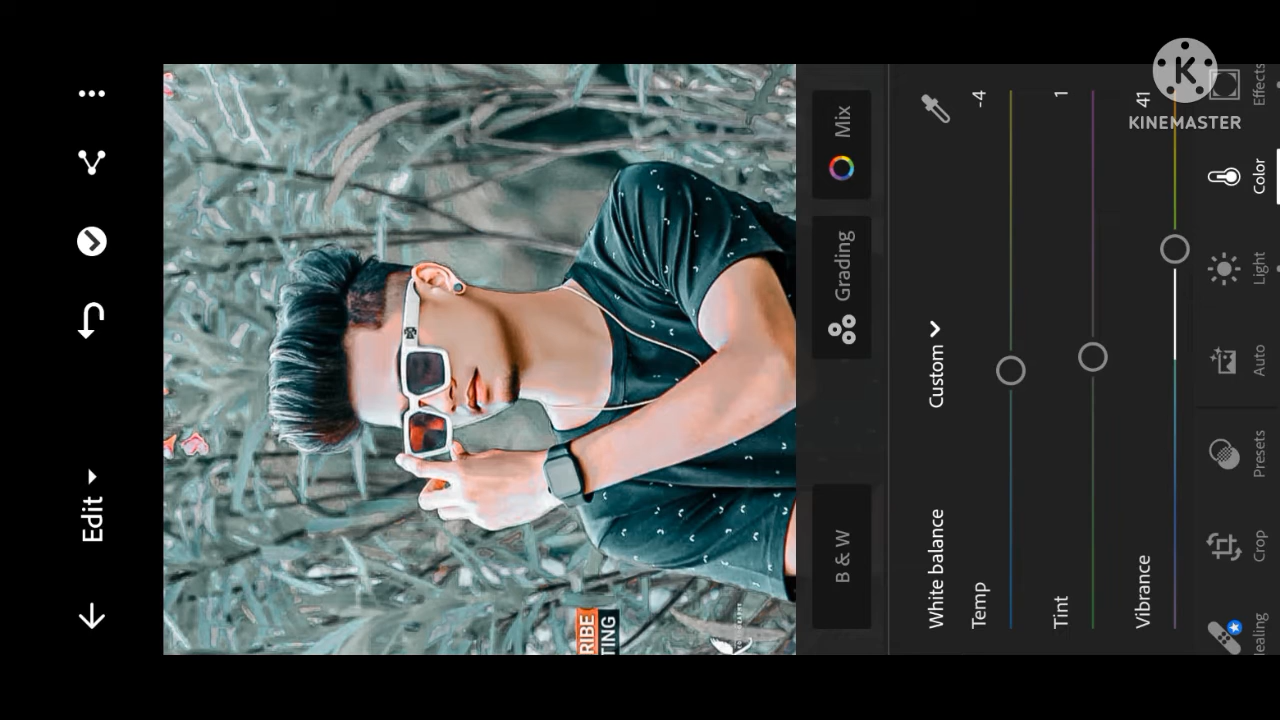 Edit
RIBE
TING
B & W
Grading
Mix
White balance
Custom
Temp
-4
Tint
1
Vibrance
41
KINEMASTER
ealing
Crop
Presets
Auto
Light
Color
Effects